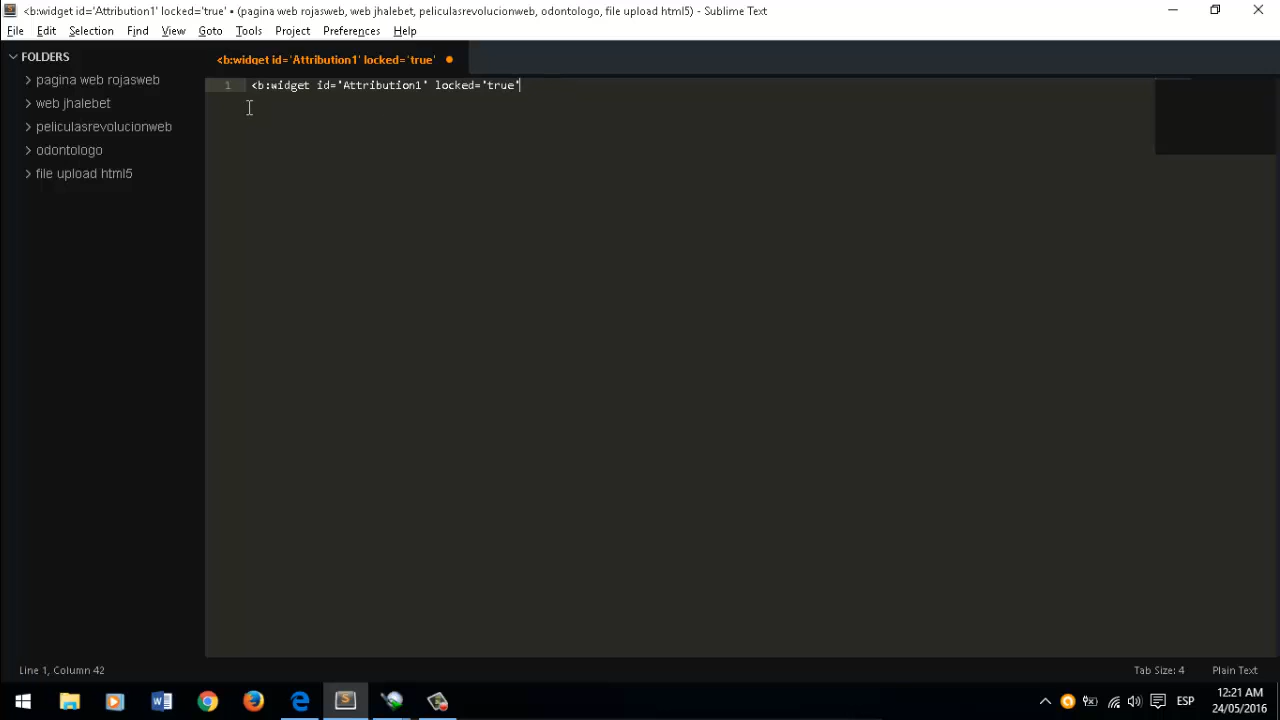 <b:widget id='Attribution1' locked='true' • (pagina web rojasweb, web jhalebet, peliculasrevolucionweb, odontologo, file upload html5) - Sublime Text
File Edit Selection Find View Goto Tools Project Preferences Help
FOLDERS
pagina web rojasweb
web jhalebet
peliculasrevolucionweb
odontologo
file upload html5
<b:widget id='Attribution1' locked='true'
1 <b:widget id='Attribution1' locked='true'
Line 1, Column 42
Tab Size: 4 Plain Text
ESP
12:21 AM
24/05/2016